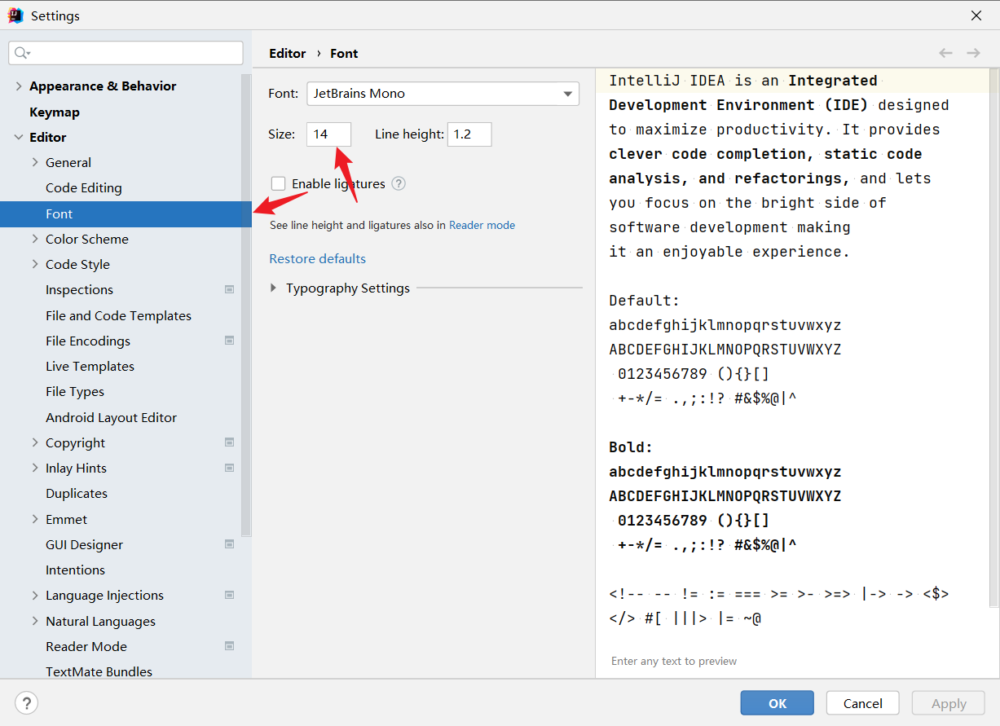 Settings
Editor › Font
Appearance & Behavior
Keymap
Editor
General
Code Editing
Font
Color Scheme
Code Style
Inspections
File and Code Templates
File Encodings
Live Templates
File Types
Android Layout Editor
Copyright
Inlay Hints
Duplicates
Emmet
GUI Designer
Intentions
Language Injections
Natural Languages
Reader Mode
TextMate Bundles
Font: JetBrains Mono
Size: 14 Line height: 1.2
Enable ligatures ?
See line height and ligatures also in Reader mode
Restore defaults
Typography Settings
IntelliJ IDEA is an Integrated
Development Environment (IDE) designed
to maximize productivity. It provides
clever code completion, static code
analysis, and refactorings, and lets
you focus on the bright side of
software development making
it an enjoyable experience.
Default:
abcdefghijklmnopqrstuvwxyz
ABCDEFGHIJKLMNOPQRSTUVWXYZ
0123456789 (){}[]
+-*/= .,;:!? #&$%@|^
Bold:
abcdefghijklmnopqrstuvwxyz
ABCDEFGHIJKLMNOPQRSTUVWXYZ
0123456789 (){}[]
+-*/= .,;:!? #&$%@|^
<!-- -- != := === >= >- >=> |-> -> <$>
</> #[ |||> |= ~@
Enter any text to preview
? OK Cancel Apply